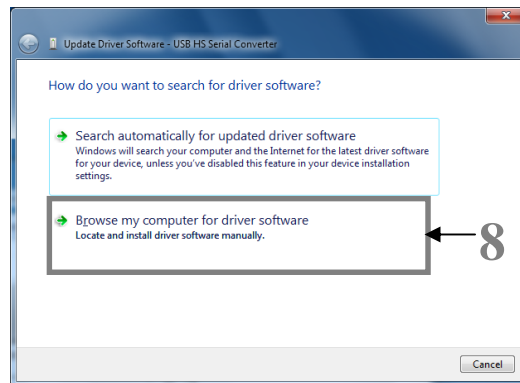 Update Driver Software - USB HS Serial Converter
How do you want to search for driver software?
Search automatically for updated driver software
Windows will search your computer and the Internet for the latest driver software
for your device, unless you've disabled this feature in your device installation
settings.
Browse my computer for driver software
Locate and install driver software manually.
8
Cancel